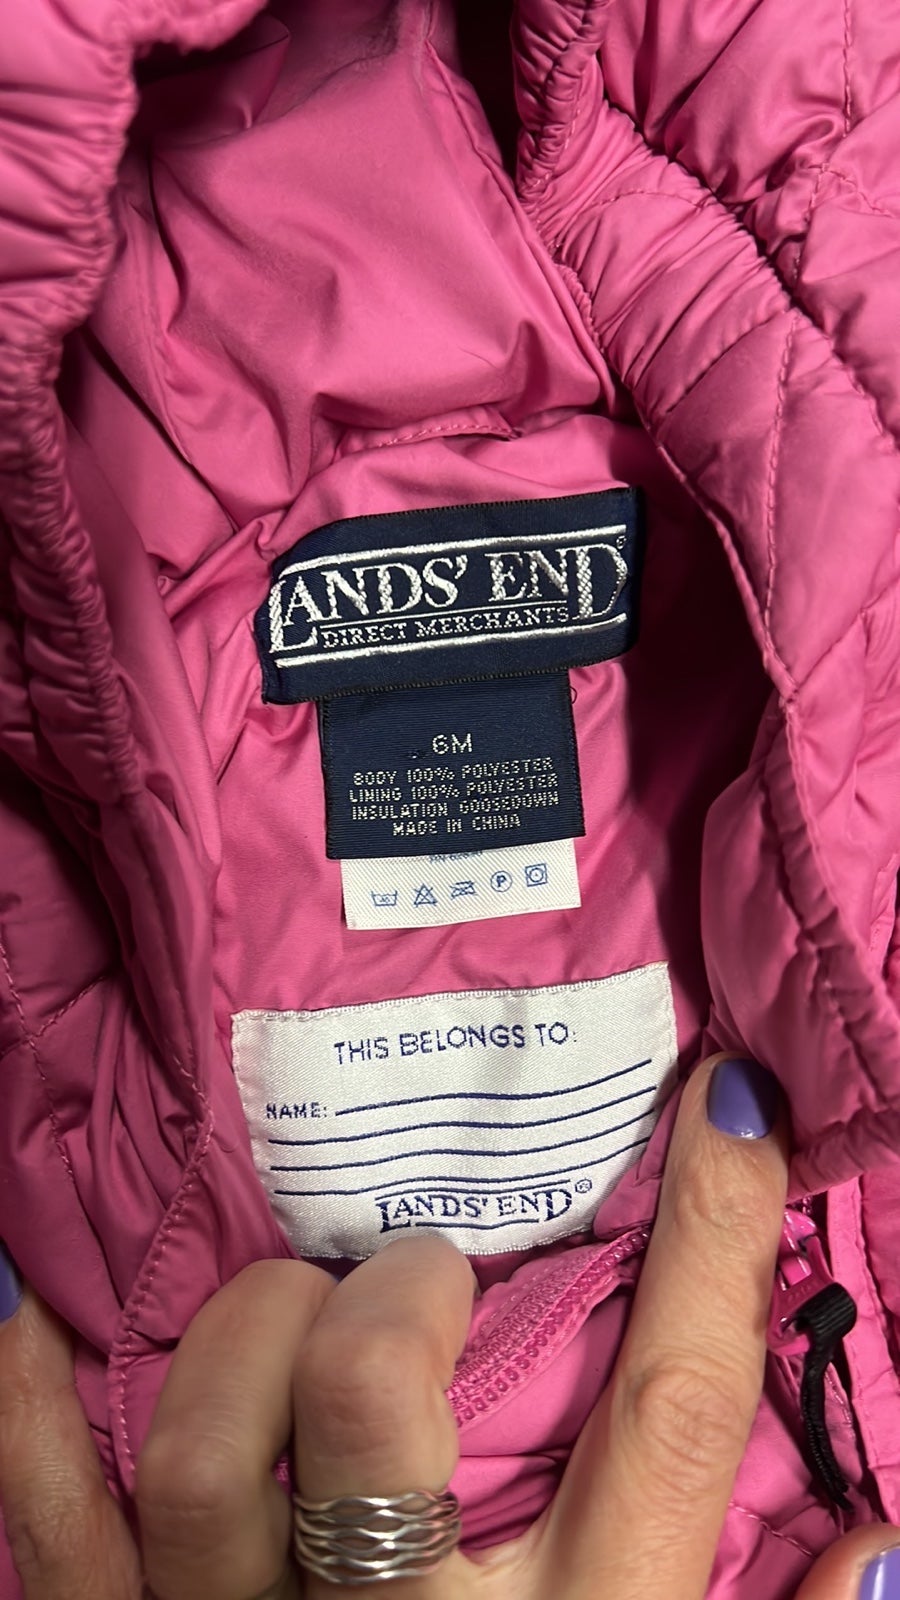 LANDS' END®
DIRECT MERCHANTS
6M
BODY 100% POLYESTER
LINING 100% POLYESTER
INSULATION GOOSEDOWN
MADE IN CHINA
P
THIS BELONGS TO:
NAME:
LANDS' END®